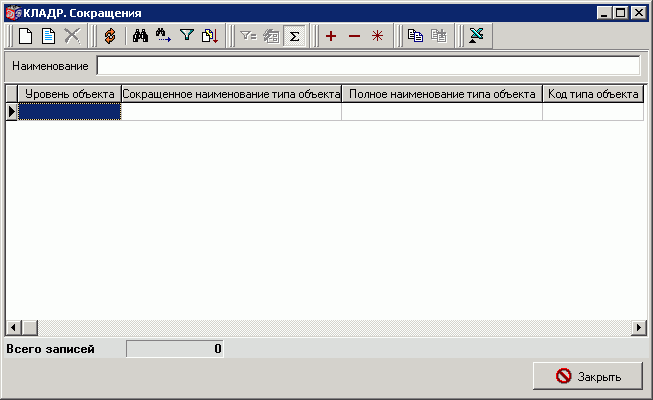 КЛАДР. Сокращения
Наименование
Уровень объекта Сокращенное наименование типа объекта Полное наименование типа объекта Код типа объекта
Всего записей 0
Закрыть